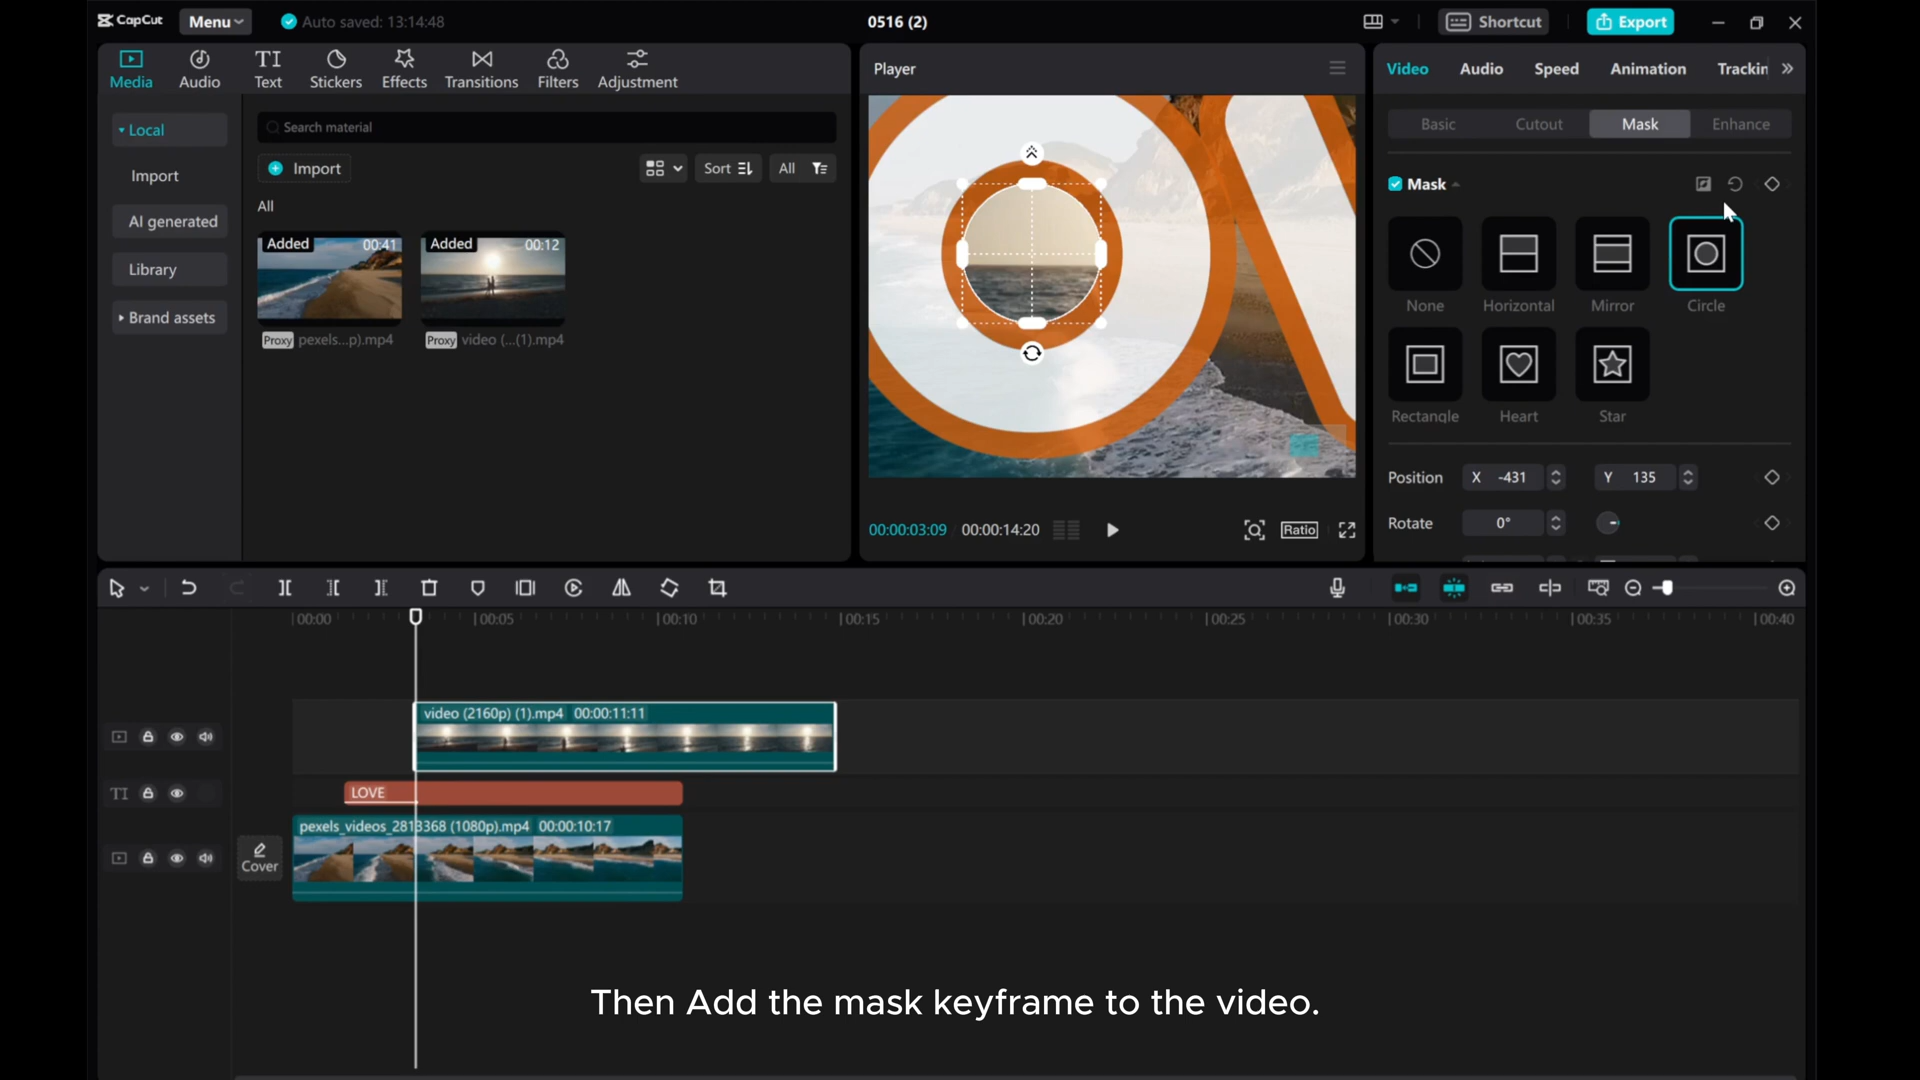 CapCut
Menu
Auto saved: 13:14:48
0516 (2)
Shortcut
Export
Media
Audio
TI
Text
Stickers
Effects
Transitions
Filters
Adjustment
Player
Video
Audio
Speed
Animation
Trackin
Local
Import
AI generated
Library
Brand assets
Search material
Import
Sort
All
All
Added
00:41
Added
00:12
Proxy
pexels...p).mp4
Proxy
video (...(1).mp4
Basic
Cutout
Mask
Enhance
Mask
None
Horizontal
Mirror
Circle
Rectangle
Heart
Star
Position
X -431
Y 135
Rotate
0°
00:00:03:09
00:00:14:20
Ratio
00:00
00:05
00:10
00:15
00:20
00:25
00:30
00:35
00:40
video (2160p) (1).mp4 00:00:11:11
TI
LOVE
pexels_videos_2813368 (1080p).mp4 00:00:10:17
Cover
Then Add the mask keyframe to the video.